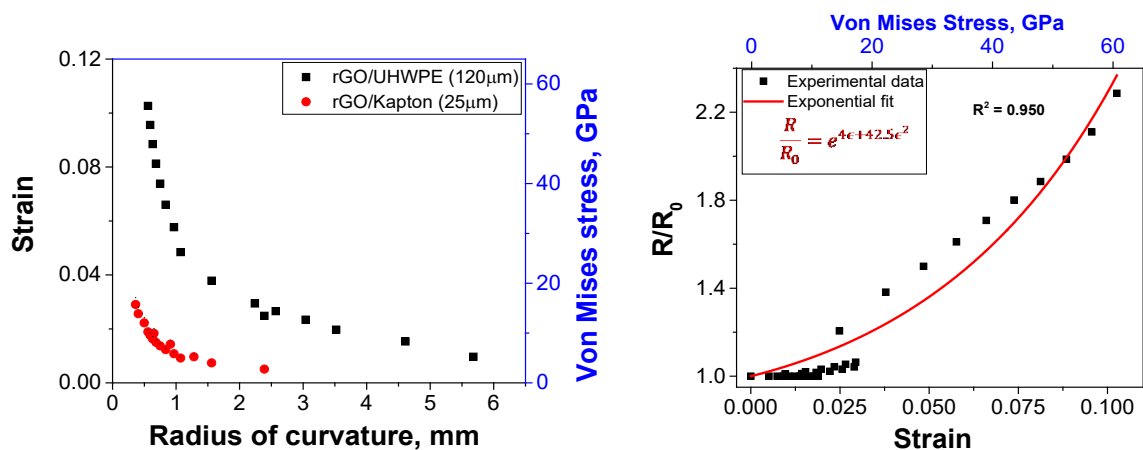 0.12
0.08
0.04
0.00
Strain
0
1
2
3
4
5
6
Radius of curvature, mm
60
40
20
0
Von Mises stress, GPa
rGO/UHWPE (120μm)
rGO/Kapton (25μm)
Von Mises Stress, GPa
0
20
40
60
Experimental data
Exponential fit
R/R₀ = e^{4ϵ+42.5ϵ²}
R² = 0.950
2.2
1.8
1.4
1.0
R/R₀
0.000
0.025
0.050
0.075
0.100
Strain